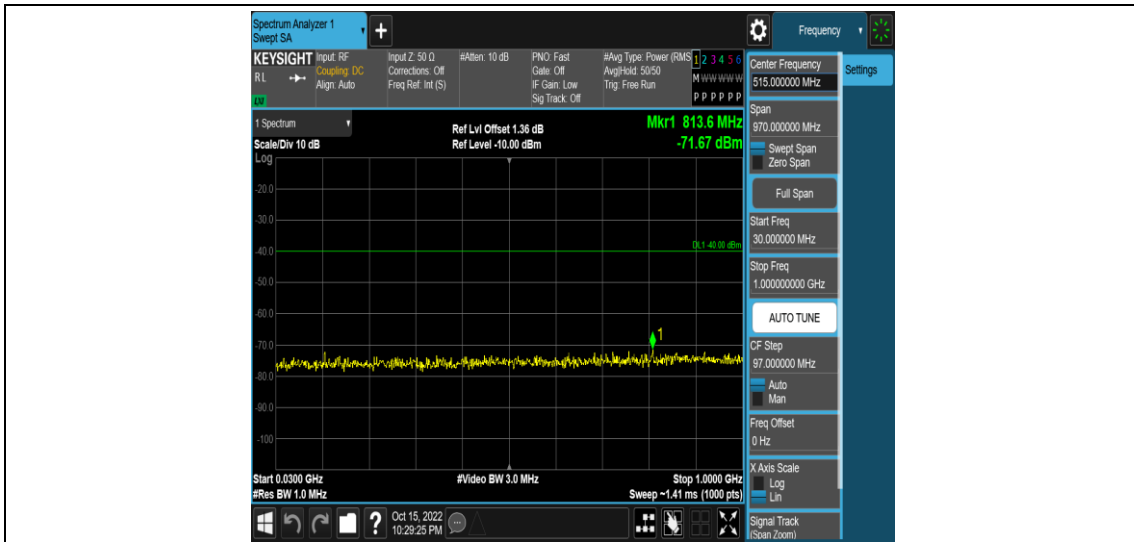 Spectrum Analyzer 1
Swept SA
+
Frequency
KEYSIGHT
RL
LXI
Input: RF
Coupling: DC
Align: Auto
Input Z: 50 Ω
Corrections: Off
Freq Ref: Int (S)
#Atten: 10 dB
PNO: Fast
Gate: Off
IF Gain: Low
Sig Track: Off
#Avg Type: Power (RMS
Avg|Hold: 50/50
Trig: Free Run
1 2 3 4 5 6
M W W W W W
P P P P P P
Center Frequency
515.000000 MHz
Settings
Span
970.000000 MHz
Swept Span
Zero Span
Full Span
Start Freq
30.000000 MHz
Stop Freq
1.000000000 GHz
AUTO TUNE
CF Step
97.000000 MHz
Auto
Man
Freq Offset
0 Hz
X Axis Scale
Log
Lin
Signal Track
(Span Zoom)
1 Spectrum
Scale/Div 10 dB
Log
Ref Lvl Offset 1.36 dB
Ref Level -10.00 dBm
Mkr1 813.6 MHz
-71.67 dBm
-20.0
-30.0
-40.0
DL1 -40.00 dBm
-50.0
-60.0
-70.0
1
-80.0
-90.0
-100
Start 0.0300 GHz
#Res BW 1.0 MHz
#Video BW 3.0 MHz
Stop 1.0000 GHz
Sweep ~1.41 ms (1000 pts)
?
Oct 15, 2022
10:29:25 PM